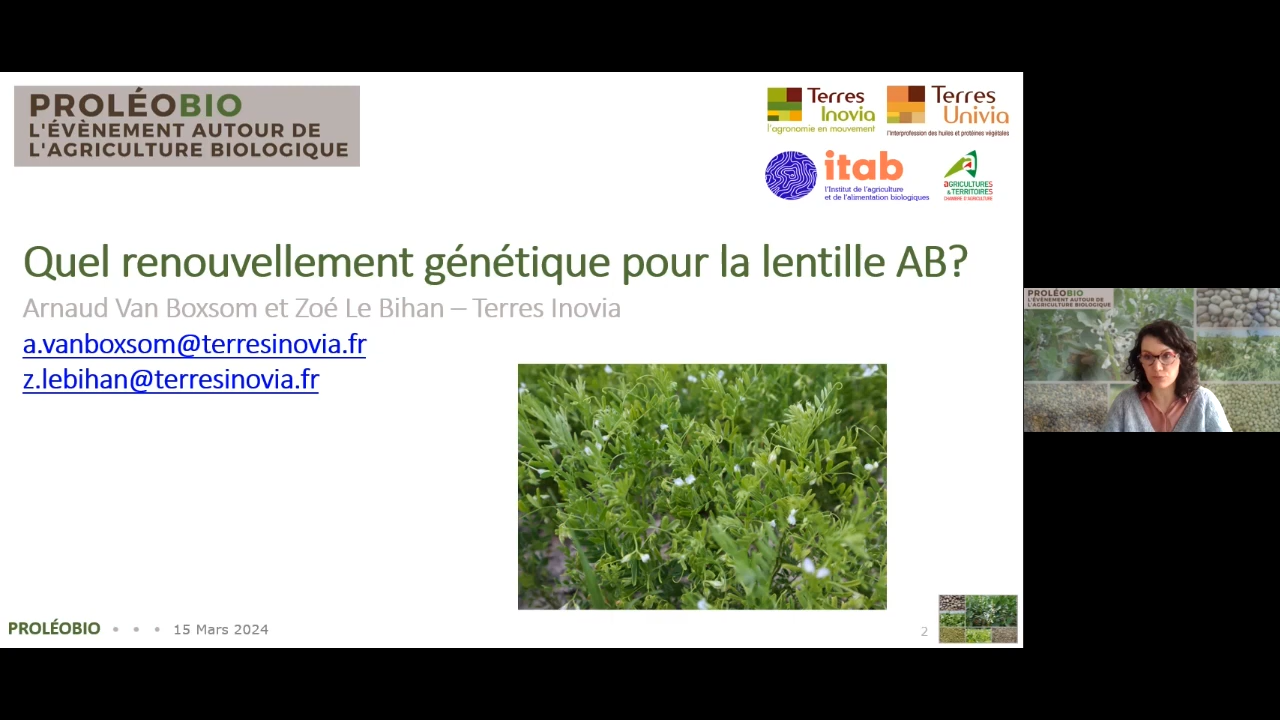 PROLÉOBIO
L'ÉVÈNEMENT AUTOUR DE
L'AGRICULTURE BIOLOGIQUE
Terres
Inovia
l'agronomie en mouvement
Terres
Univia
l'interprofession des huiles et protéines végétales
itab
l'Institut de l'agriculture
et de l'alimentation biologiques
AGRICULTURES
& TERRITOIRES
CHAMBRE D'AGRICULTURE
Quel renouvellement génétique pour la lentille AB?
Arnaud Van Boxsom et Zoé Le Bihan – Terres Inovia
a.vanboxsom@terresinovia.fr
z.lebihan@terresinovia.fr
PROLÉOBIO
L'ÉVÈNEMENT AUTOUR DE
L'AGRICULTURE BIOLOGIQUE
PROLÉOBIO • • • 15 Mars 2024
2